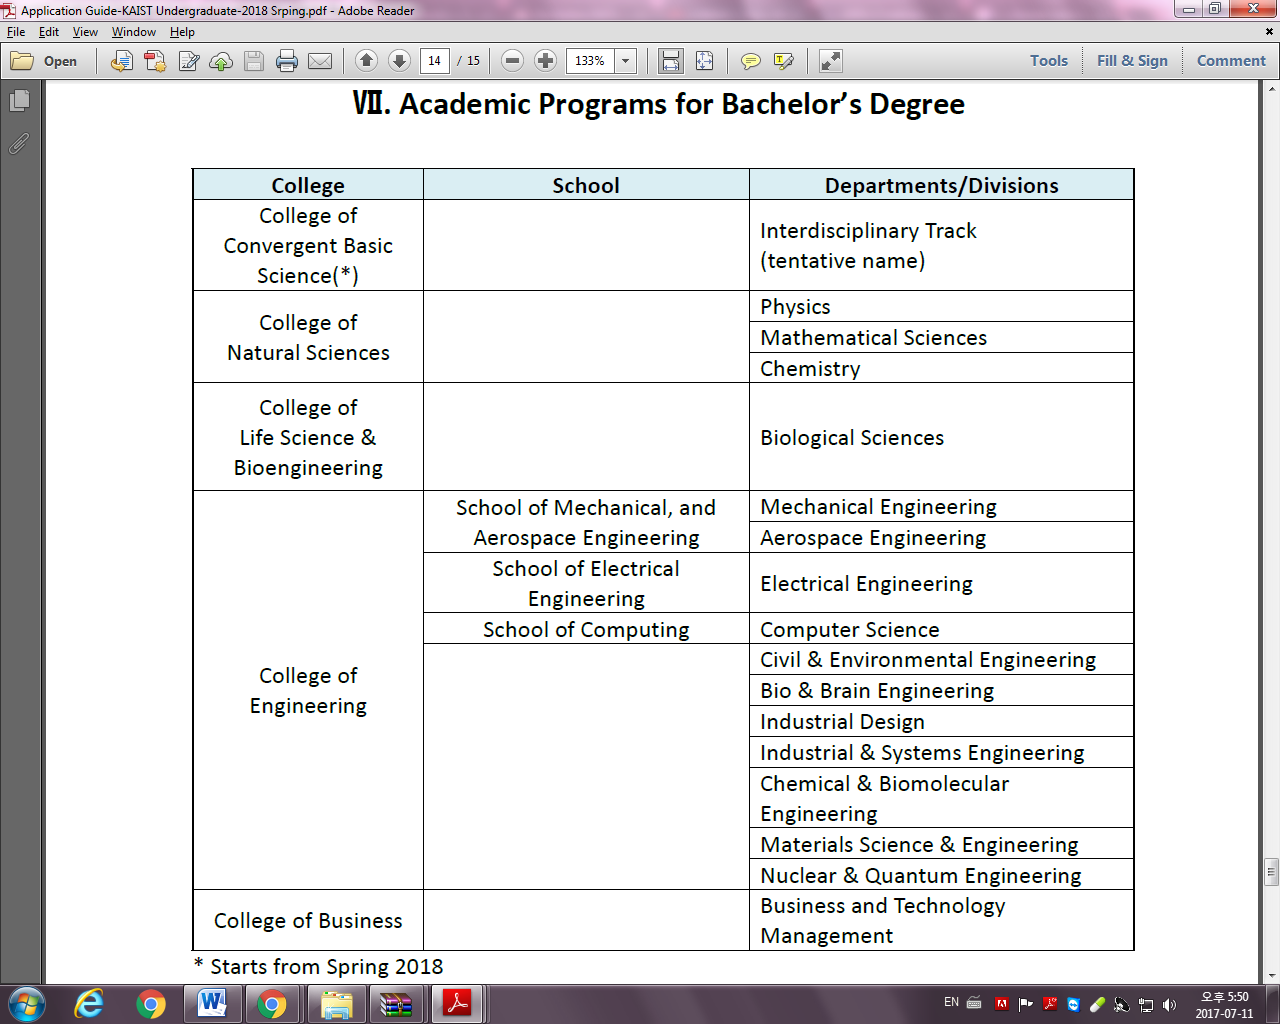 Application Guide-KAIST Undergraduate-2018 Srping.pdf - Adobe Reader
File Edit View Window Help
Open 14 / 15 133% Tools Fill & Sign Comment
Ⅶ. Academic Programs for Bachelor’s Degree
College School Departments/Divisions
College of
Convergent Basic
Science(*)
Interdisciplinary Track
(tentative name)
College of
Natural Sciences
Physics
Mathematical Sciences
Chemistry
College of
Life Science &
Bioengineering
Biological Sciences
College of
Engineering
School of Mechanical, and
Aerospace Engineering
Mechanical Engineering
Aerospace Engineering
School of Electrical
Engineering
Electrical Engineering
School of Computing
Computer Science
Civil & Environmental Engineering
Bio & Brain Engineering
Industrial Design
Industrial & Systems Engineering
Chemical & Biomolecular
Engineering
Materials Science & Engineering
Nuclear & Quantum Engineering
College of Business
Business and Technology
Management
* Starts from Spring 2018
EN
오후 5:50
2017-07-11